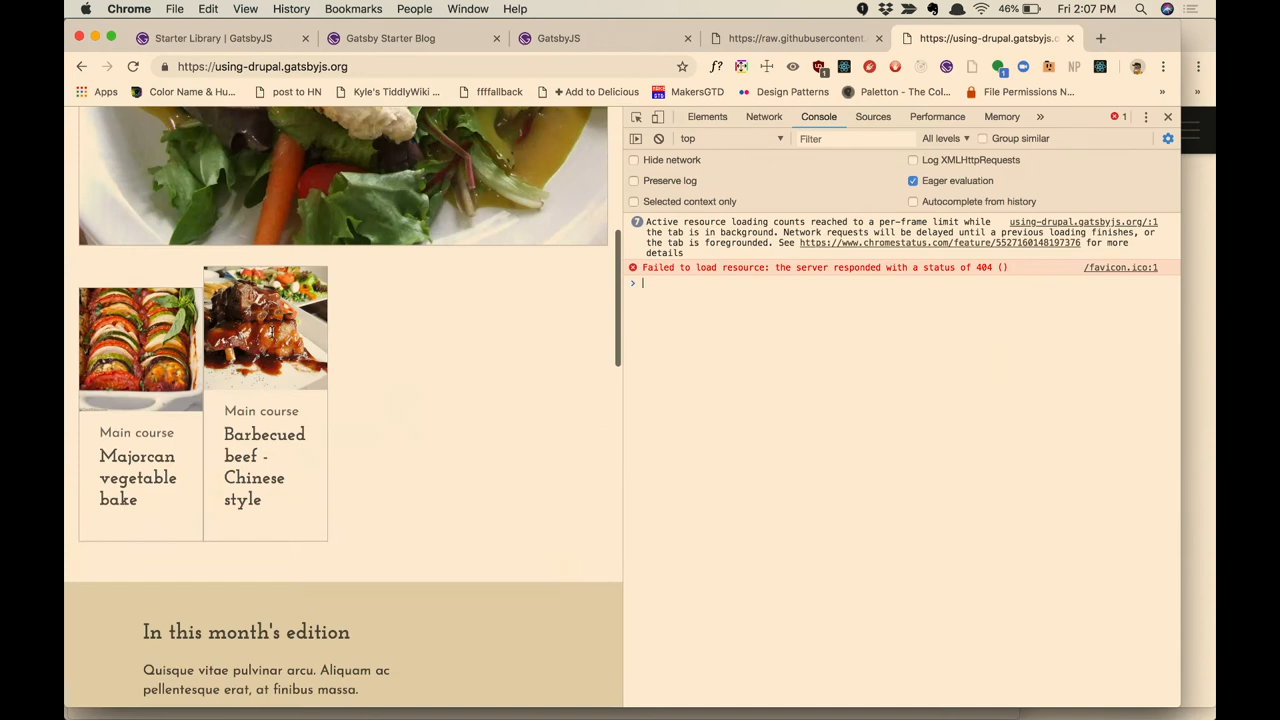 Chrome File Edit View History Bookmarks People Window Help
46% Fri 2:07 PM
Starter Library | GatsbyJS
Gatsby Starter Blog
GatsbyJS
https://raw.githubusercontent.
https://using-drupal.gatsbyjs.o
https://using-drupal.gatsbyjs.org
f?
1
1
NP
Apps
Color Name & Hu...
post to HN
Kyle's TiddlyWiki ...
ffffallback
+ Add to Delicious
MakersGTD
Design Patterns
Paletton - The Col...
File Permissions N...
»
»
Elements Network Console Sources Performance Memory » 1
top
Filter
All levels
Group similar
Hide network
Log XMLHttpRequests
Preserve log
Eager evaluation
Selected context only
Autocomplete from history
7 Active resource loading counts reached to a per-frame limit while using-drupal.gatsbyjs.org/:1
the tab is in background. Network requests will be delayed until a previous loading finishes, or
the tab is foregrounded. See https://www.chromestatus.com/feature/5527160148197376 for more
details
Failed to load resource: the server responded with a status of 404 () /favicon.ico:1
>
Main course
Majorcan
vegetable
bake
Main course
Barbecued
beef -
Chinese
style
In this month's edition
Quisque vitae pulvinar arcu. Aliquam ac
pellentesque erat, at finibus massa.